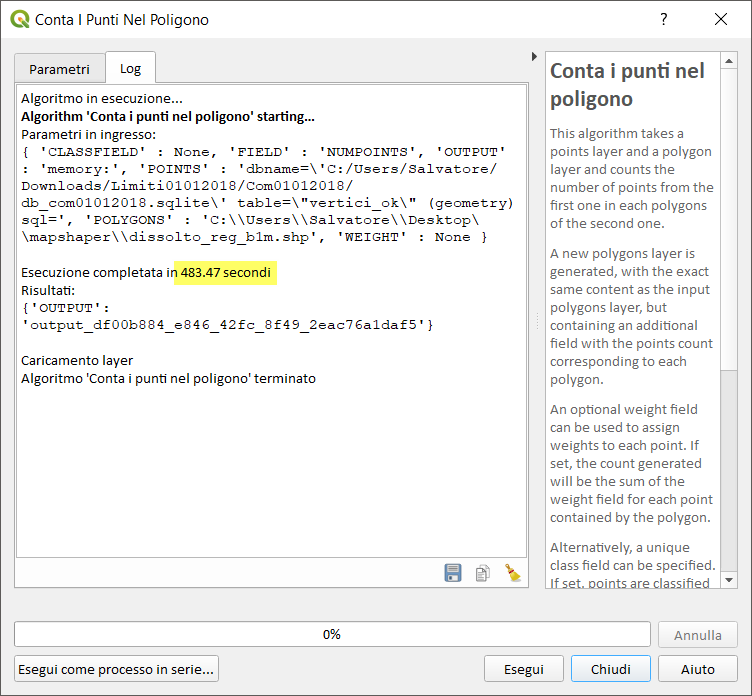 Conta I Punti Nel Poligono
Parametri
Log
Algoritmo in esecuzione...
Algorithm 'Conta i punti nel poligono' starting...
Parametri in ingresso:
{ 'CLASSFIELD' : None, 'FIELD' : 'NUMPOINTS', 'OUTPUT'
: 'memory:', 'POINTS' : 'dbname=\'C:/Users/Salvatore/
Downloads/Limiti01012018/Com01012018/
db_com01012018.sqlite\' table=\"vertici_ok\" (geometry)
sql=', 'POLYGONS' : 'C:\\Users\\Salvatore\\Desktop\
\mapshaper\\dissolto_reg_b1m.shp', 'WEIGHT' : None }
Esecuzione completata in 483.47 secondi
Risultati:
{'OUTPUT':
'output_df00b884_e846_42fc_8f49_2eac76a1daf5'}
Caricamento layer
Algoritmo 'Conta i punti nel poligono' terminato
Conta i punti nel
poligono
This algorithm takes a
points layer and a polygon
layer and counts the
number of points from the
first one in each polygons
of the second one.
A new polygons layer is
generated, with the exact
same content as the input
polygons layer, but
containing an additional
field with the points count
corresponding to each
polygon.
An optional weight field
can be used to assign
weights to each point. If
set, the count generated
will be the sum of the
weight field for each point
contained by the polygon.
Alternatively, a unique
class field can be specified.
If set, points are classified
0%
Annulla
Esegui come processo in serie...
Esegui
Chiudi
Aiuto